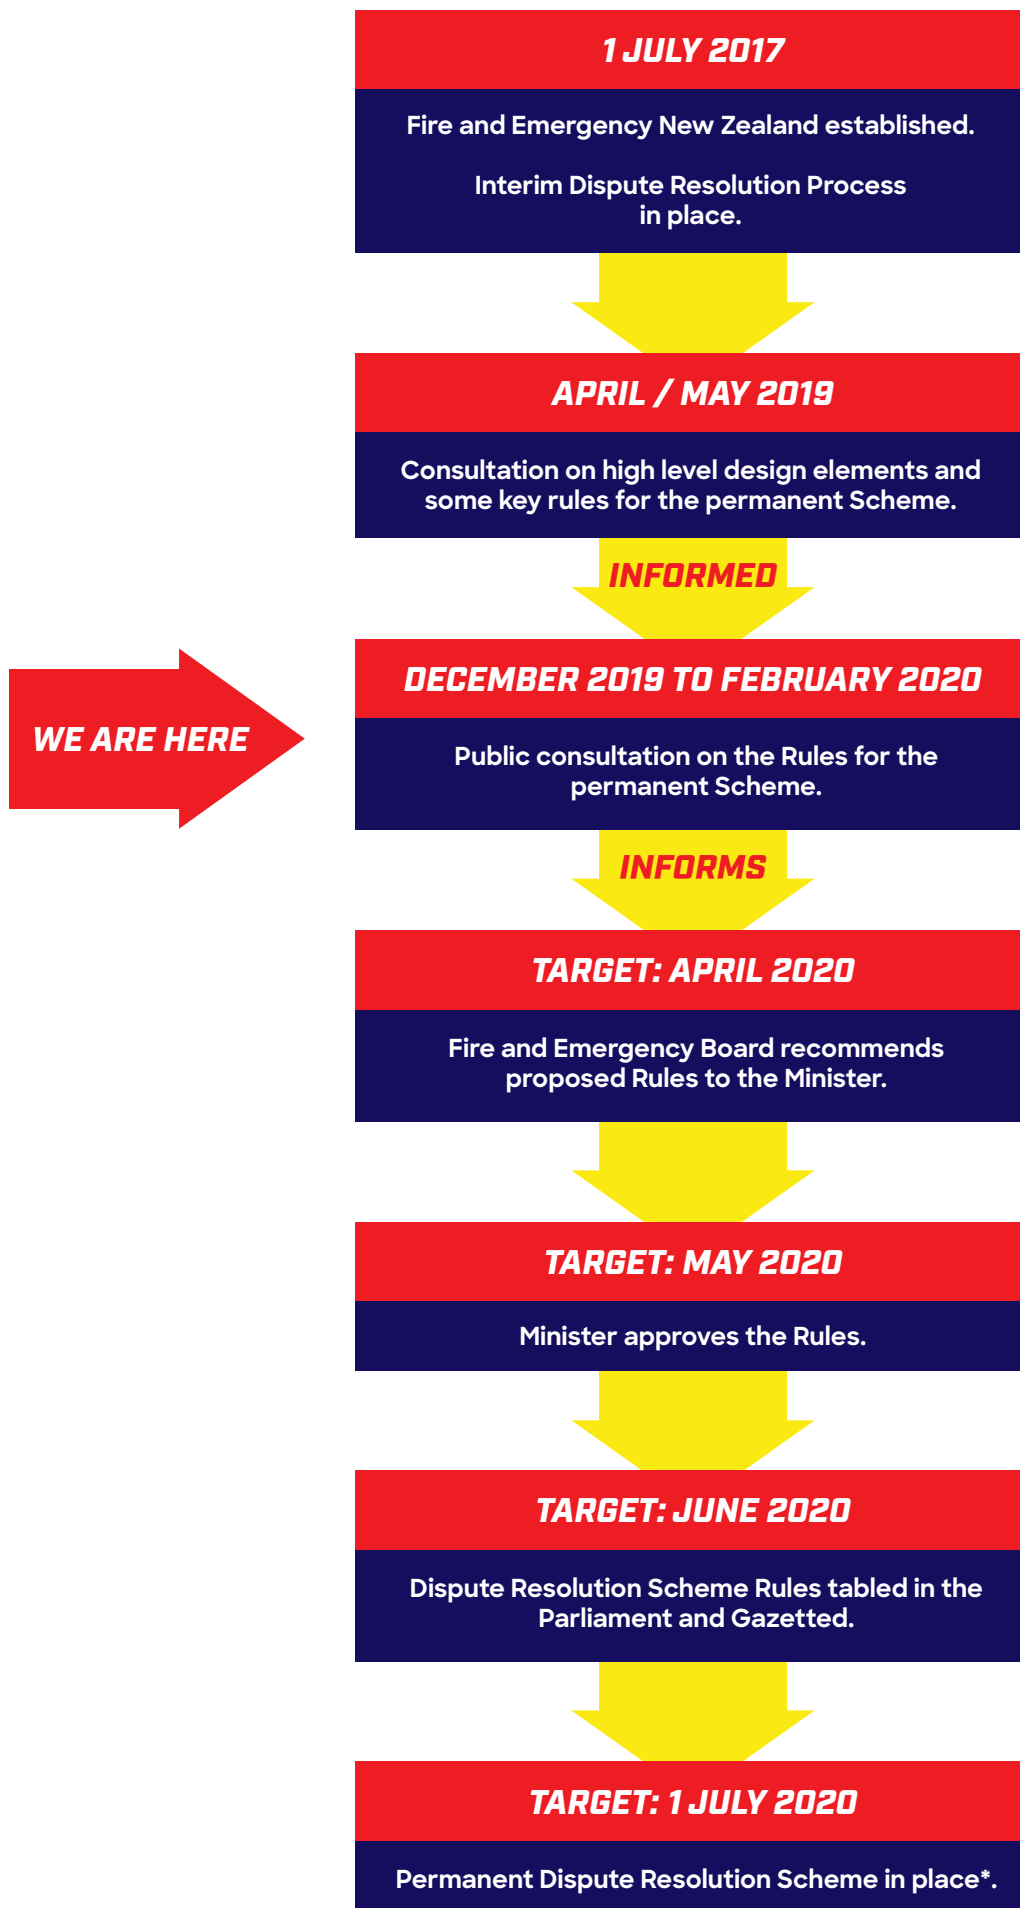 1 JULY 2017
Fire and Emergency New Zealand established.
Interim Dispute Resolution Process
in place.
APRIL / MAY 2019
Consultation on high level design elements and
some key rules for the permanent Scheme.
INFORMED
DECEMBER 2019 TO FEBRUARY 2020
WE ARE HERE
Public consultation on the Rules for the
permanent Scheme.
INFORMS
TARGET: APRIL 2020
Fire and Emergency Board recommends
proposed Rules to the Minister.
TARGET: MAY 2020
Minister approves the Rules.
TARGET: JUNE 2020
Dispute Resolution Scheme Rules tabled in the
Parliament and Gazetted.
TARGET: 1 JULY 2020
Permanent Dispute Resolution Scheme in place*.